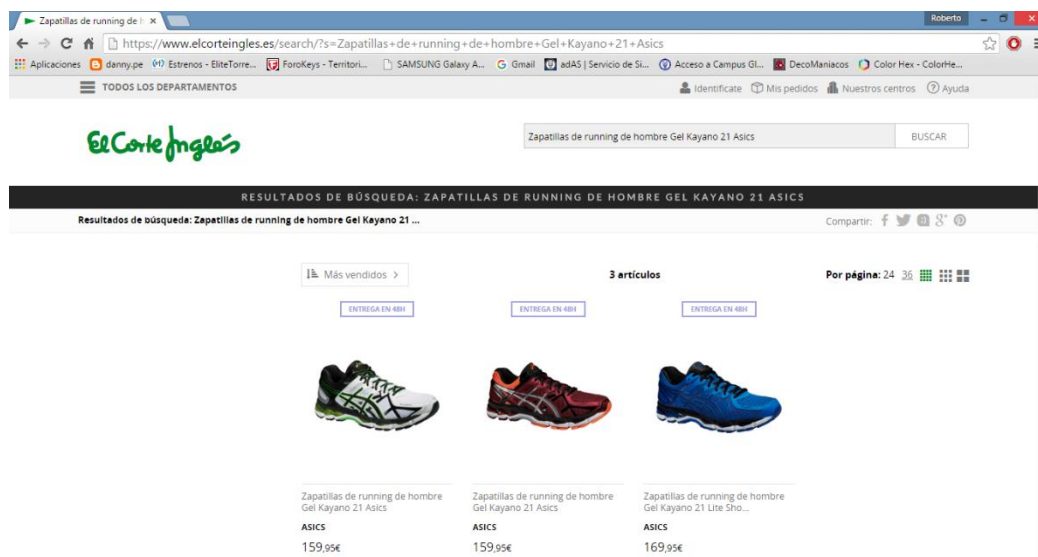 Zapatillas de running de h
Roberto
https://www.elcorteingles.es/search/?s=Zapatillas+de+running+de+hombre+Gel+Kayano+21+Asics
Aplicaciones danny.pe Estrenos - EliteTorre... ForoKeys - Territori... SAMSUNG Galaxy A... Gmail adAS | Servicio de Si... Acceso a Campus Gl... DecoManiacos Color Hex - ColorHe...
TODOS LOS DEPARTAMENTOS Identifícate Mis pedidos Nuestros centros Ayuda
El Corte Inglés
Zapatillas de running de hombre Gel Kayano 21 Asics BUSCAR
RESULTADOS DE BÚSQUEDA: ZAPATILLAS DE RUNNING DE HOMBRE GEL KAYANO 21 ASICS
Resultados de búsqueda: Zapatillas de running de hombre Gel Kayano 21 ... Compartir:
Más vendidos > 3 artículos Por página: 24 36
ENTREGA EN 48H ENTREGA EN 48H ENTREGA EN 48H
Zapatillas de running de hombre Zapatillas de running de hombre Zapatillas de running de hombre
Gel Kayano 21 Asics Gel Kayano 21 Asics Gel Kayano 21 Lite Sho...
ASICS ASICS ASICS
159,95€ 159,95€ 169,95€